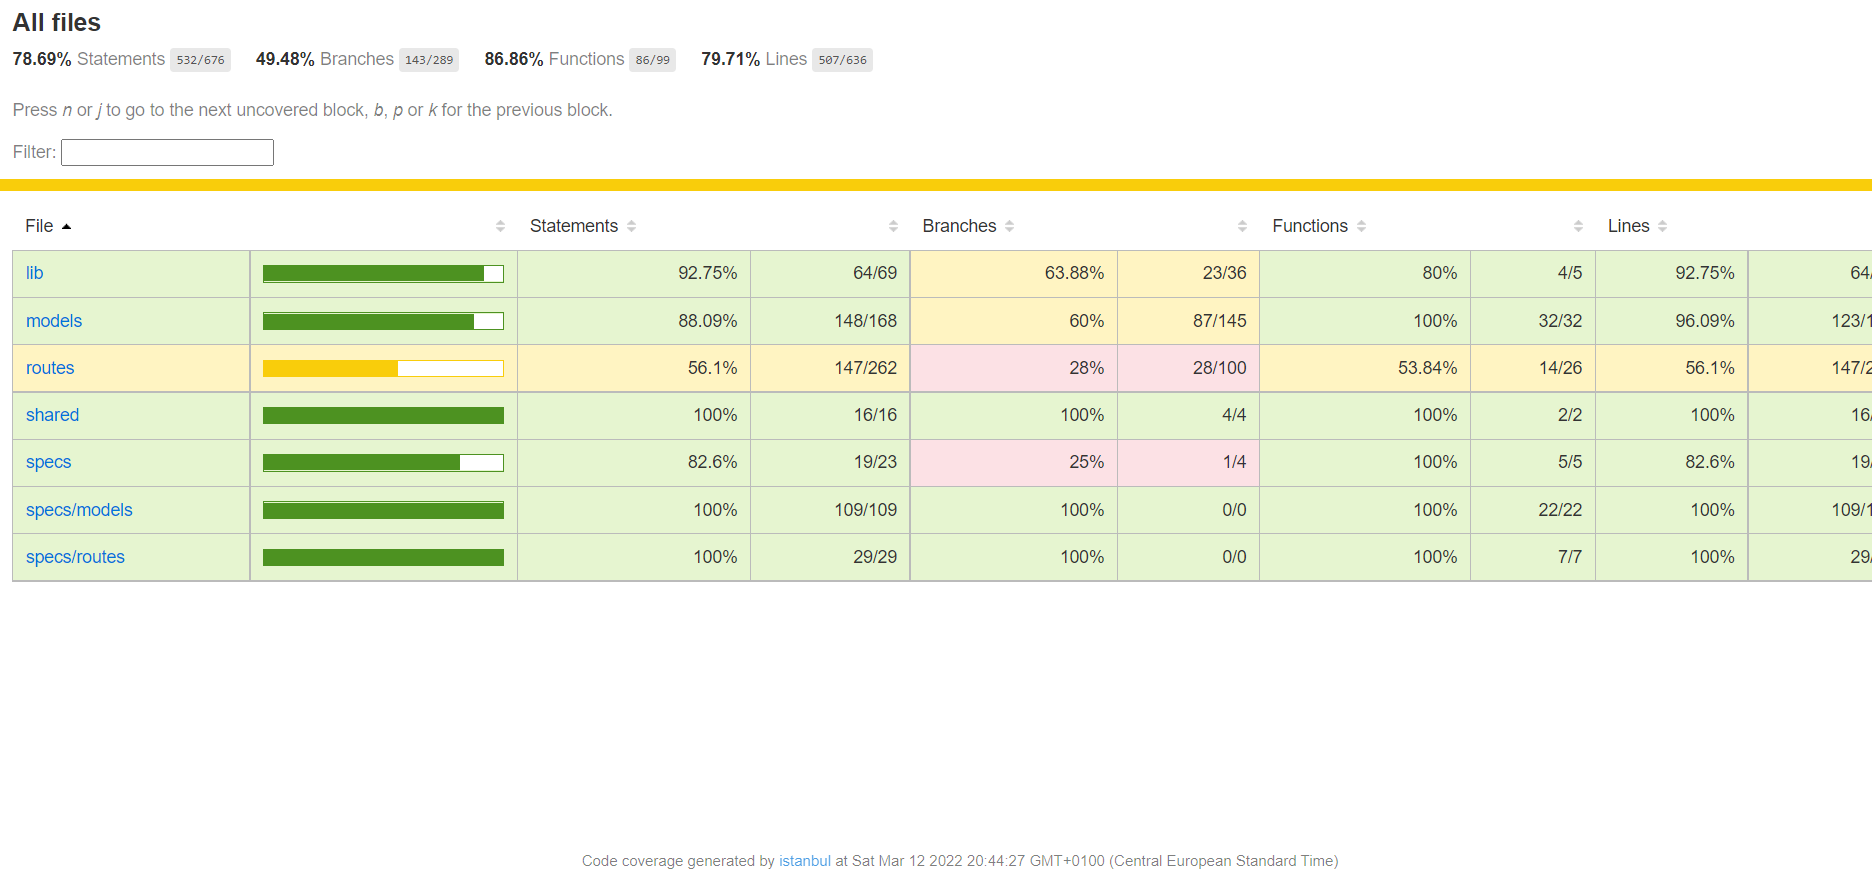 All files
78.69% Statements 532/676 49.48% Branches 143/289 86.86% Functions 86/99 79.71% Lines 507/636
Press n or j to go to the next uncovered block, b, p or k for the previous block.
Filter:
File Statements Branches Functions Lines
lib 92.75% 64/69 63.88% 23/36 80% 4/5 92.75% 64/
models 88.09% 148/168 60% 87/145 100% 32/32 96.09% 123/1
routes 56.1% 147/262 28% 28/100 53.84% 14/26 56.1% 147/2
shared 100% 16/16 100% 4/4 100% 2/2 100% 16/
specs 82.6% 19/23 25% 1/4 100% 5/5 82.6% 19/
specs/models 100% 109/109 100% 0/0 100% 22/22 100% 109/1
specs/routes 100% 29/29 100% 0/0 100% 7/7 100% 29/
Code coverage generated by istanbul at Sat Mar 12 2022 20:44:27 GMT+0100 (Central European Standard Time)